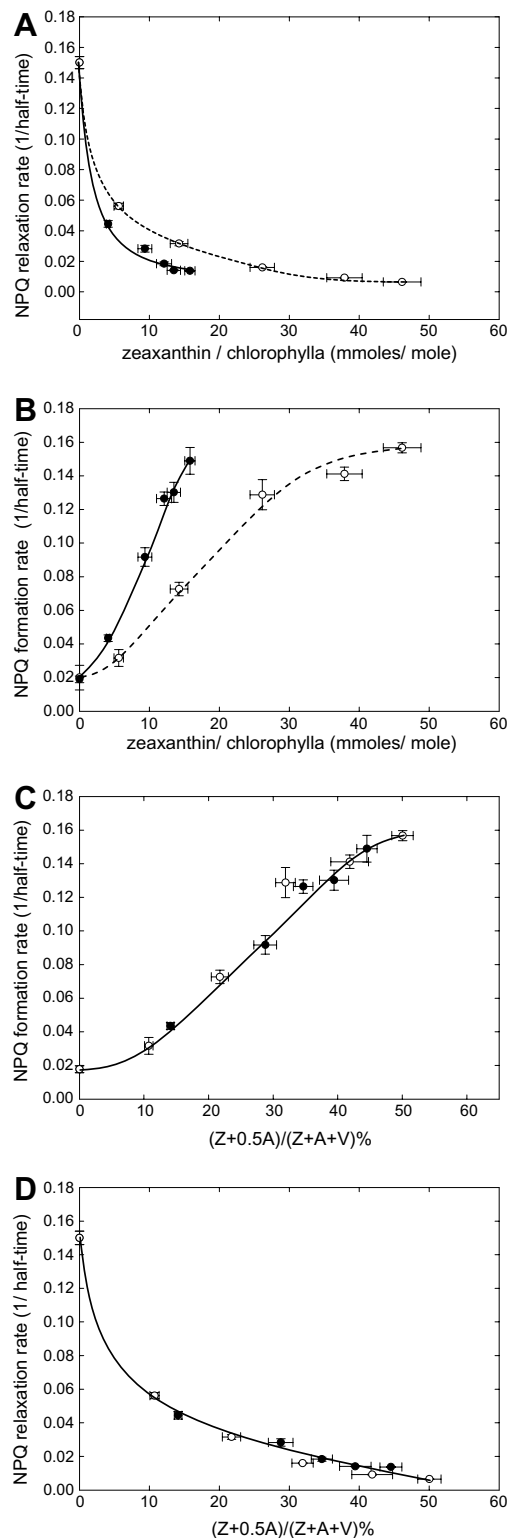 A
NPQ relaxation rate (1/half-time)
0.18
0.16
0.14
0.12
0.10
0.08
0.06
0.04
0.02
0.00
0 10 20 30 40 50 60
zeaxanthin / chlorophylla (mmoles/ mole)
B
NPQ formation rate (1/half-time)
0.18
0.16
0.14
0.12
0.10
0.08
0.06
0.04
0.02
0.00
0 10 20 30 40 50 60
zeaxanthin/ chlorophylla (mmoles/ mole)
C
NPQ formation rate (1/half-time)
0.18
0.16
0.14
0.12
0.10
0.08
0.06
0.04
0.02
0.00
0 10 20 30 40 50 60
(Z+0.5A)/(Z+A+V)%
D
NPQ relaxation rate (1/ half-time)
0.18
0.16
0.14
0.12
0.10
0.08
0.06
0.04
0.02
0.00
0 10 20 30 40 50 60
(Z+0.5A)/(Z+A+V)%